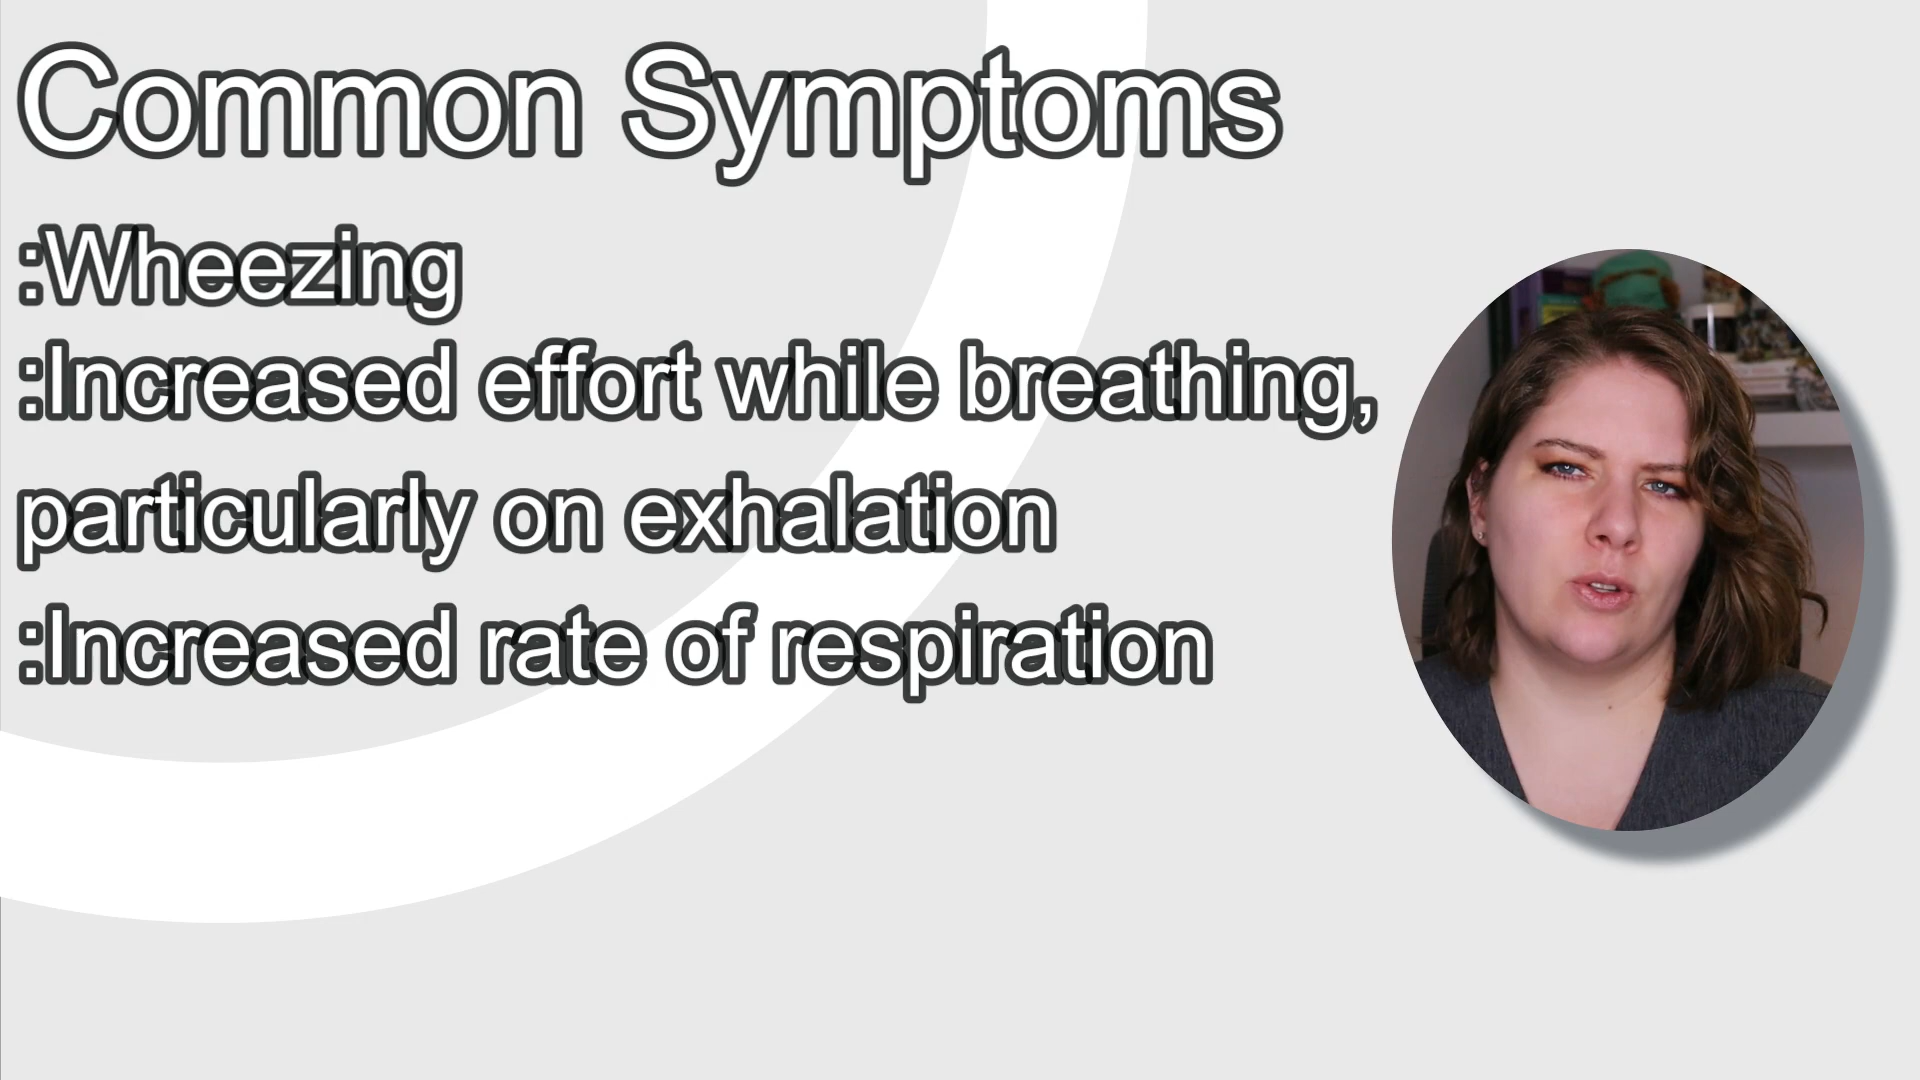 Common Symptoms
:Wheezing
:Increased effort while breathing,
particularly on exhalation
:Increased rate of respiration